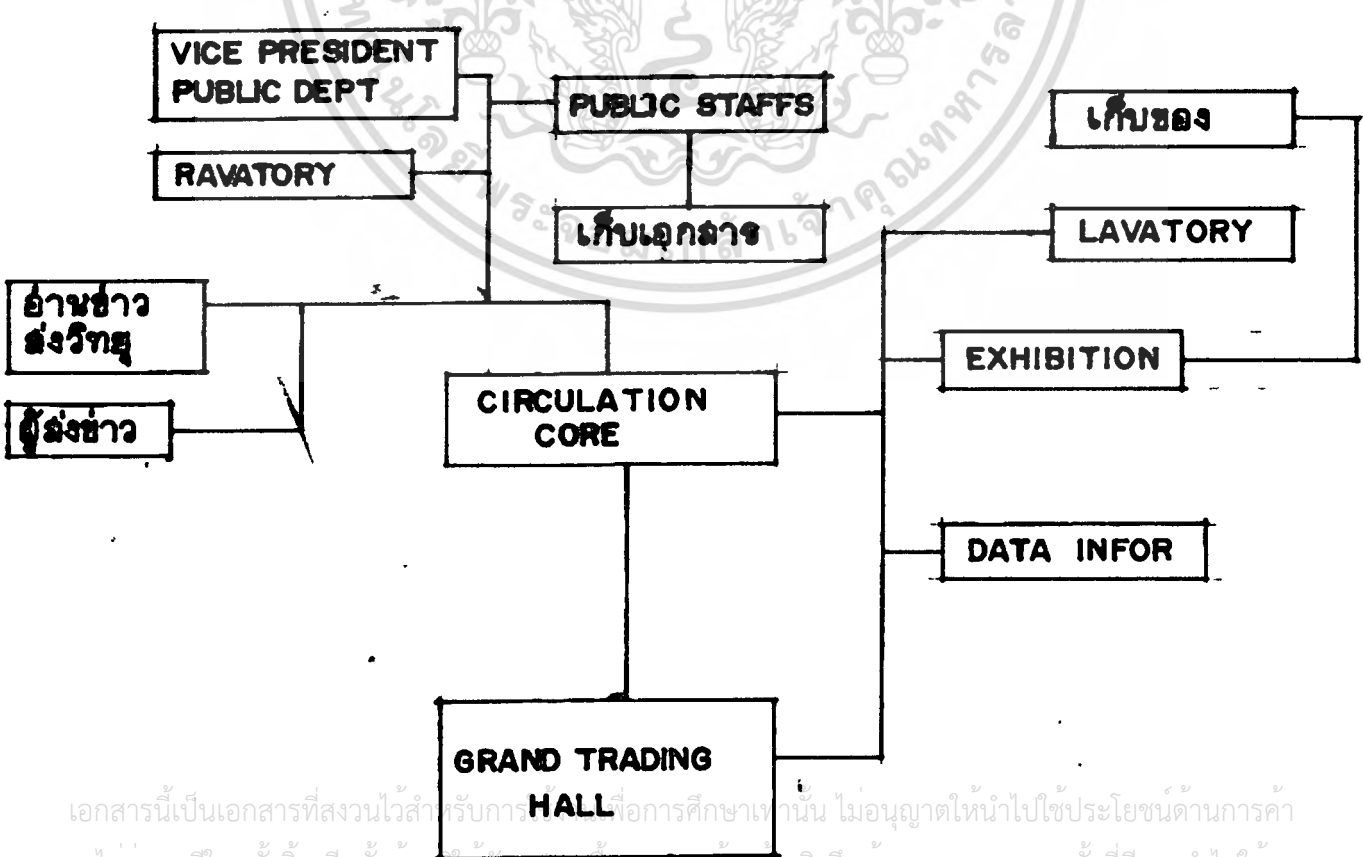 VICE PRESIDENT
PUBLIC DEPT
PUBLIC STAFFS
เก็บของ
RAVATORY
เก็บเอกสาร
LAVATORY
อ่านข่าว
ส่งวิทยุ
EXHIBITION
CIRCULATION
CORE
ผู้ส่งข่าว
DATA INFOR
GRAND TRADING
HALL
เอกสารนี้เป็นเอกสารที่สงวนไว้สำหรับการใช้งานเพื่อการศึกษาเท่านั้น ไม่อนุญาตให้นำไปใช้ประโยชน์ด้านการค้า